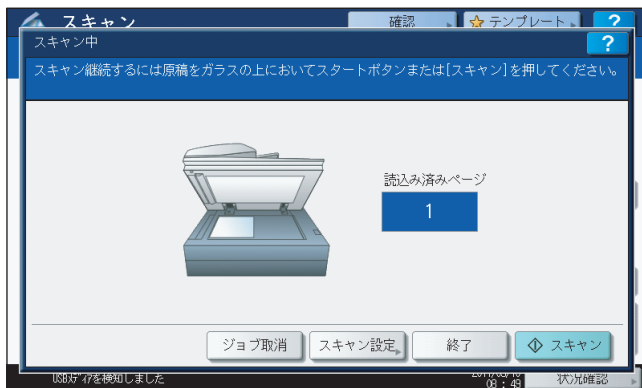 スキャン
確認
テンプレート
?
スキャン中
?
スキャン継続するには原稿をガラスの上においてスタートボタンまたは[スキャン]を押してください。
読込み済みページ
1
ジョブ取消
スキャン設定
終了
スキャン
USBﾒﾃﾞｨｱを検知しました
08:49
状況確認